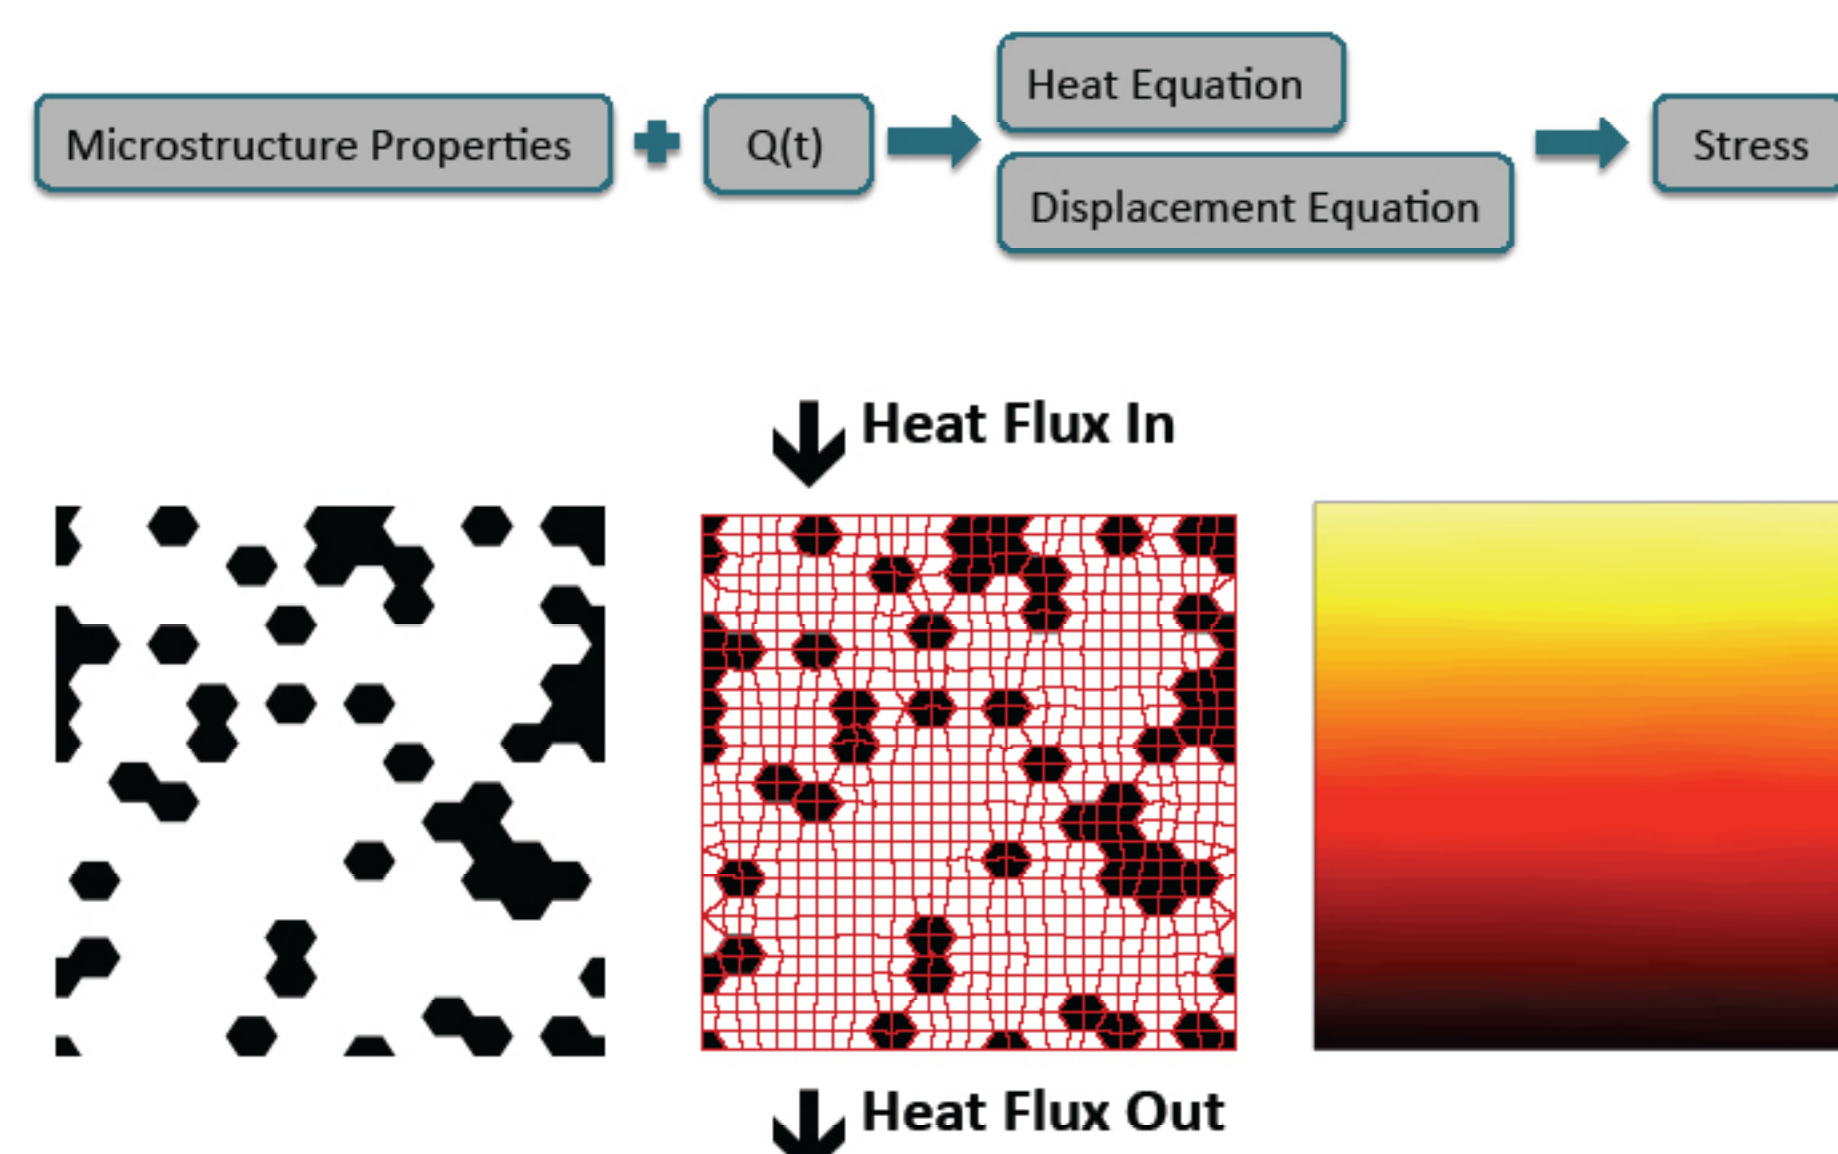 Microstructure Properties
Q(t)
Heat Equation
Displacement Equation
Stress
Heat Flux In
Heat Flux Out